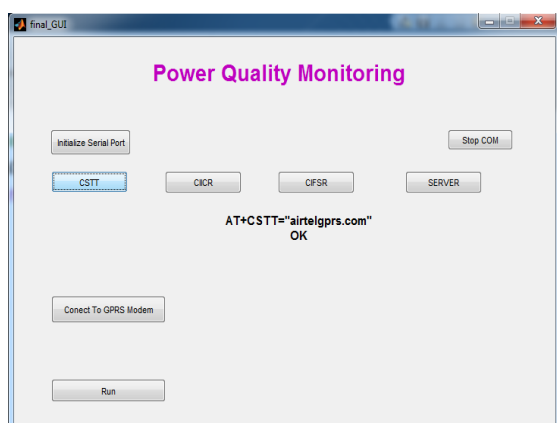 final_GUI
Power Quality Monitoring
Initialize Serial Port
Stop COM
CSTT
CIICR
CIFSR
SERVER
AT+CSTT="airtelgprs.com"
OK
Conect To GPRS Modem
Run